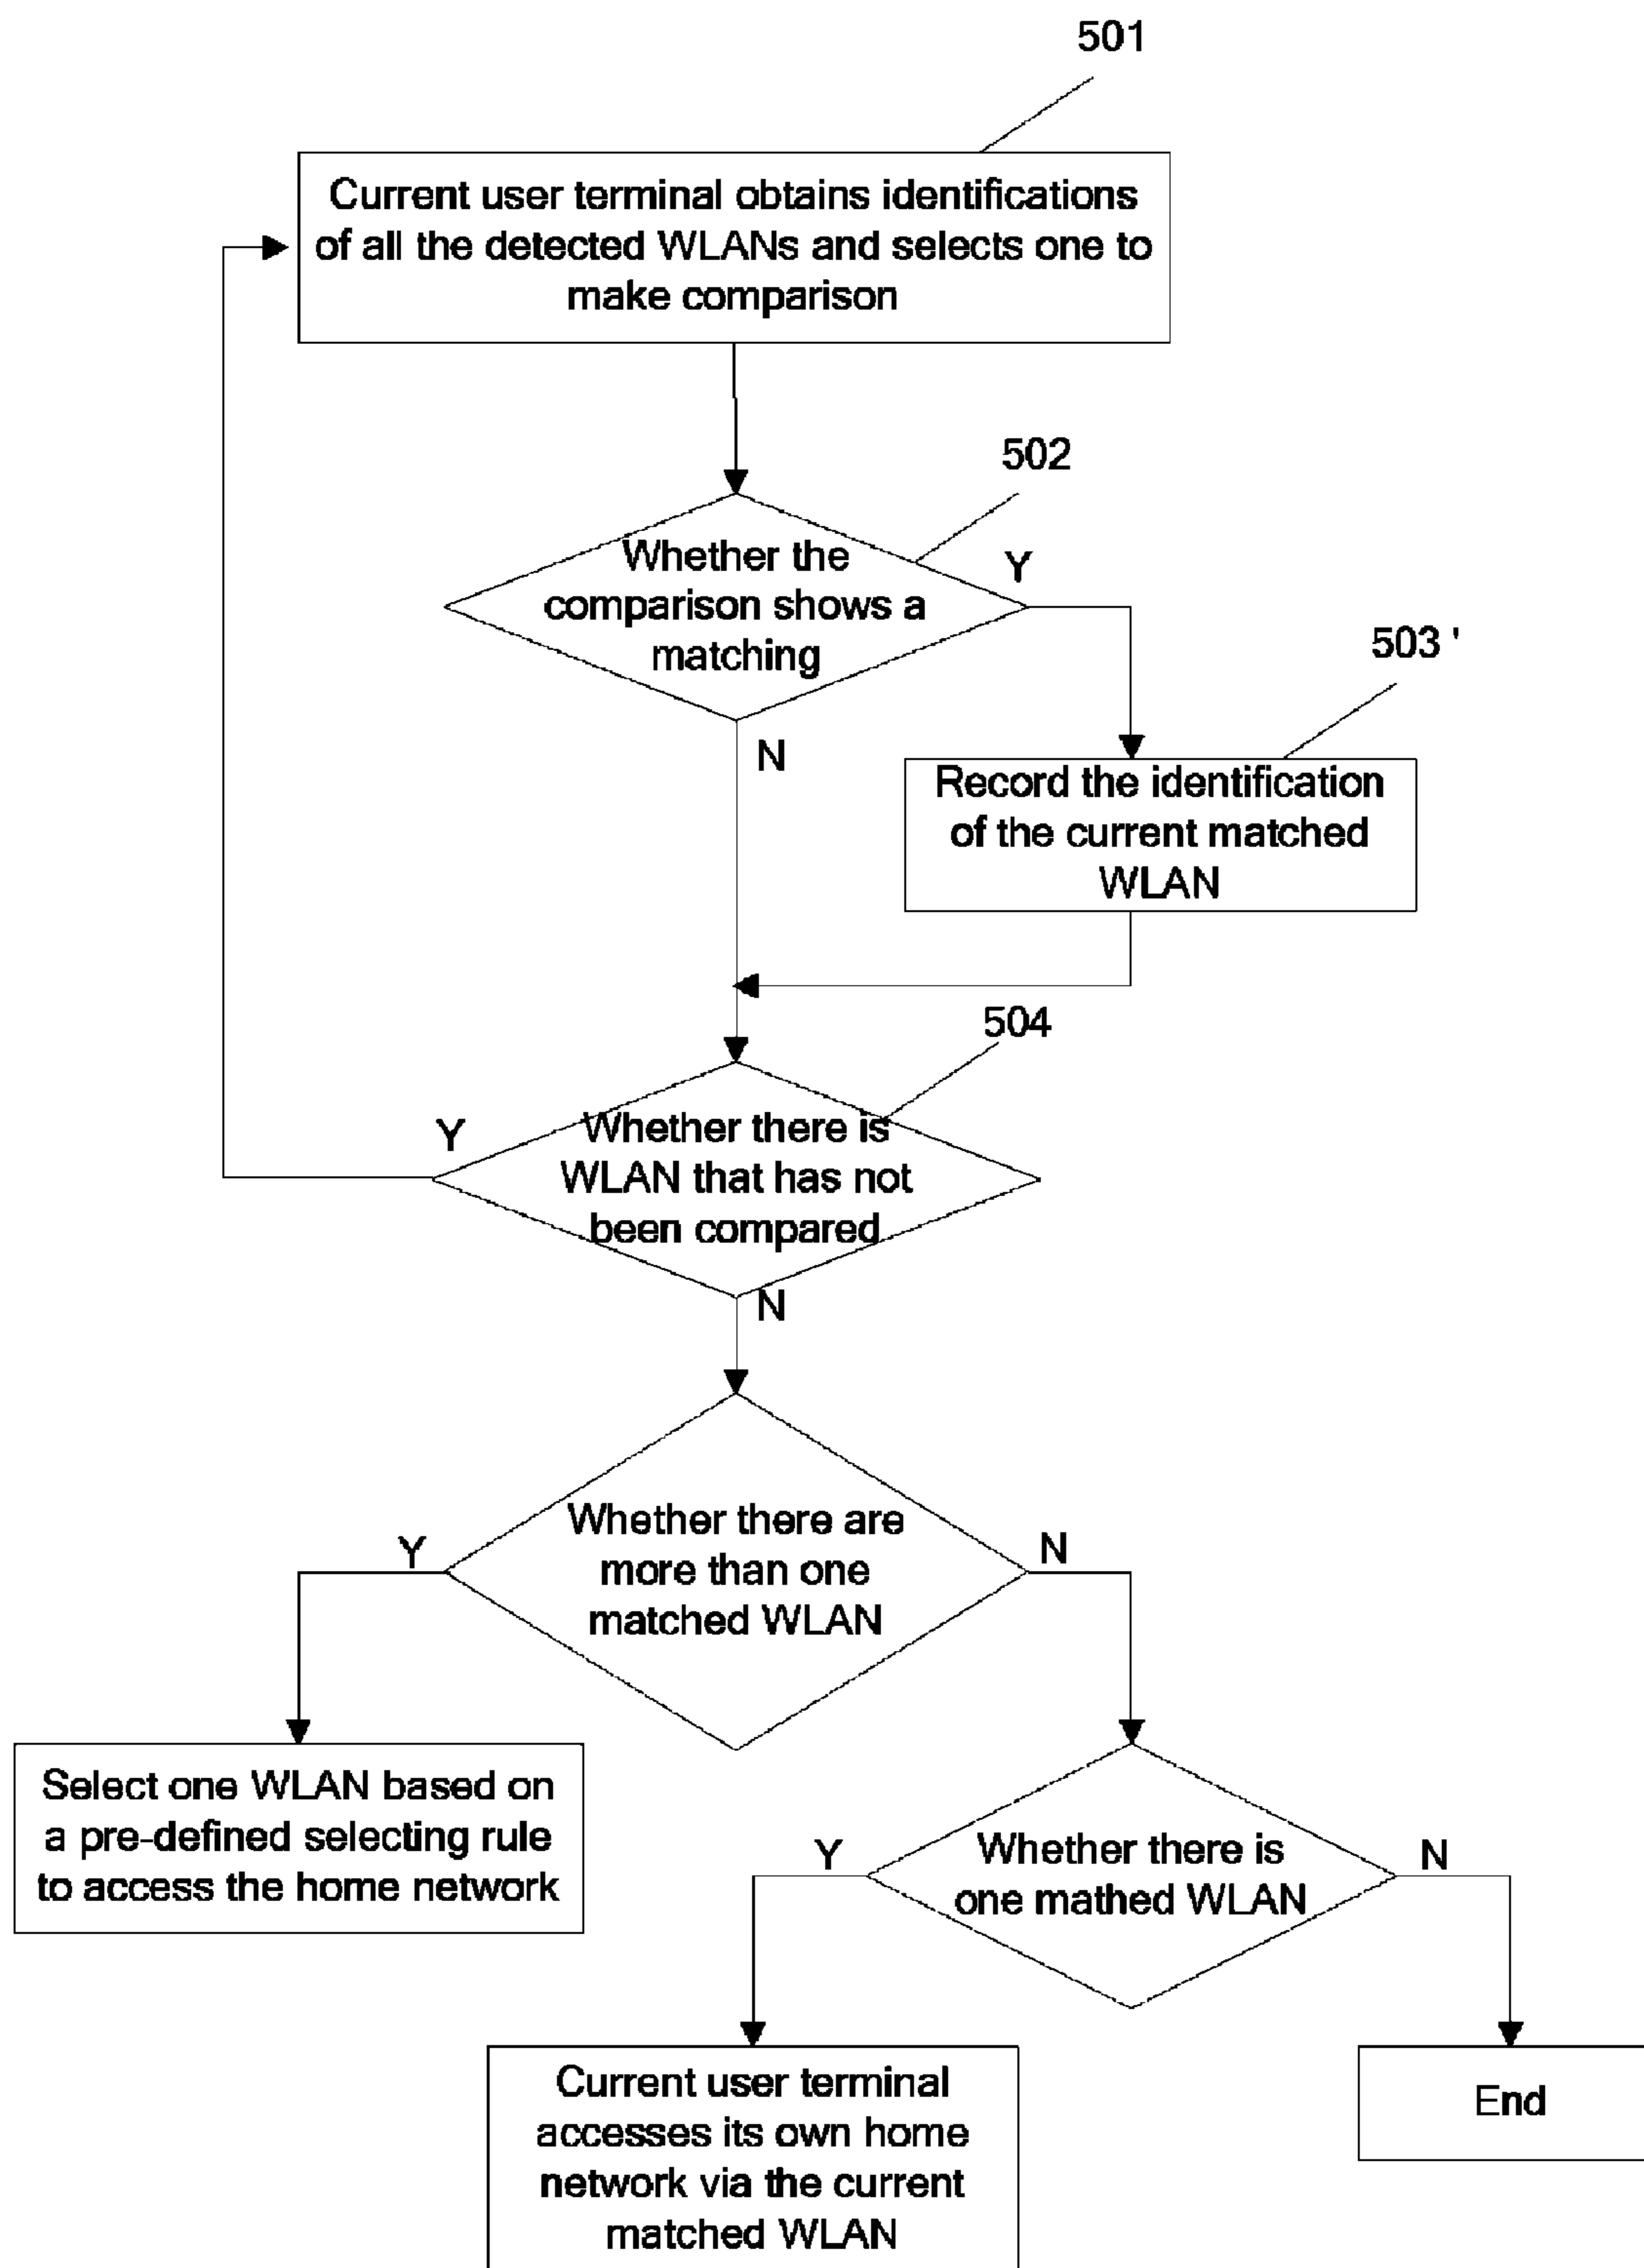 501
Current user terminal obtains identifications
of all the detected WLANs and selects one to
make comparison
502
Whether the
comparison shows a
matching
Y
N
503 '
Record the identification
of the current matched
WLAN
504
Whether there is
WLAN that has not
been compared
Y
N
Whether there are
more than one
matched WLAN
Y
N
Select one WLAN based on
a pre-defined selecting rule
to access the home network
Whether there is
one mathed WLAN
Y
N
Current user terminal
accesses its own home
network via the current
matched WLAN
End